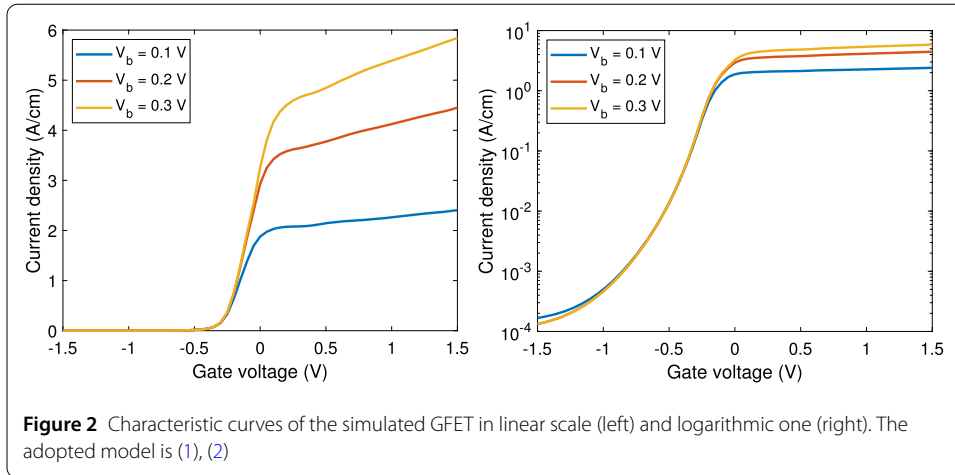 6
5
4
3
2
1
0
Current density (A/cm)
V_b = 0.1 V
V_b = 0.2 V
V_b = 0.3 V
-1.5 -1 -0.5 0 0.5 1 1.5
Gate voltage (V)
10^1
10^0
10^-1
10^-2
10^-3
10^-4
Current density (A/cm)
V_b = 0.1 V
V_b = 0.2 V
V_b = 0.3 V
-1.5 -1 -0.5 0 0.5 1 1.5
Gate voltage (V)
Figure 2 Characteristic curves of the simulated GFET in linear scale (left) and logarithmic one (right). The
adopted model is (1), (2)